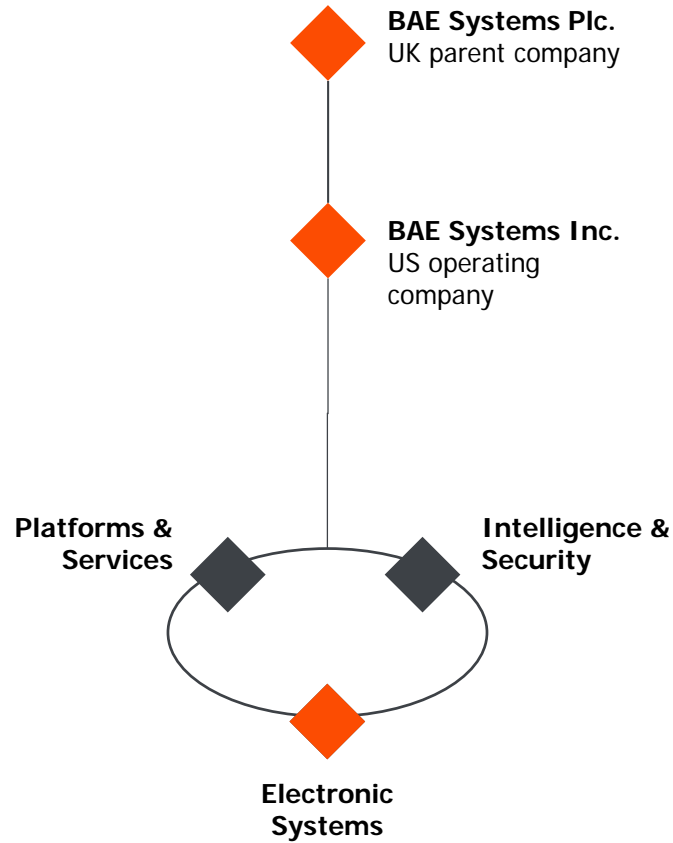 BAE Systems Plc.
UK parent company
BAE Systems Inc.
US operating
company
Platforms &
Services
Intelligence &
Security
Electronic
Systems